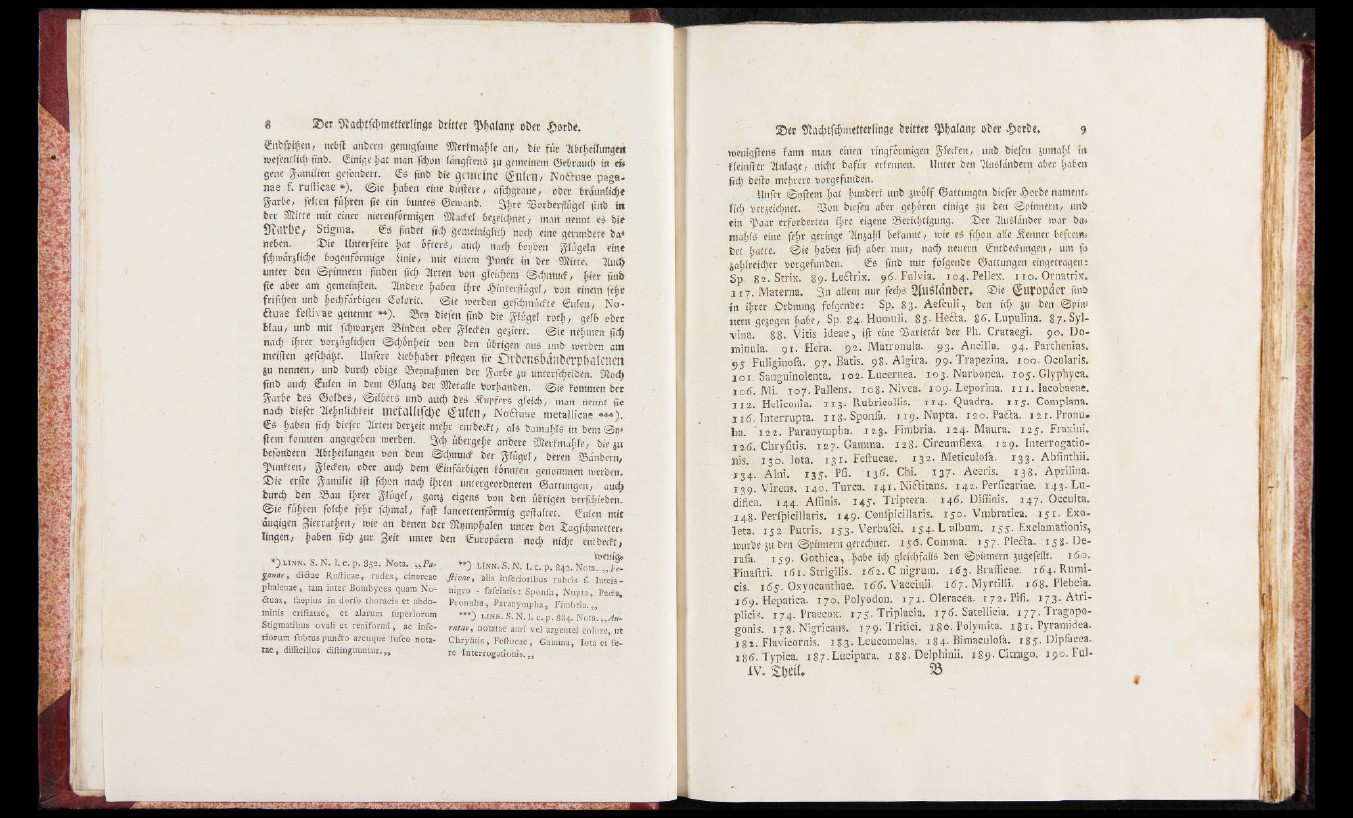 8 Der Nachtschmetterlinge dritter Phalanx oder Horde.
Endspitzen, nebst andern genugsame Merkmahle an, die für Abtheilungen
wesentlich sind. Einige hat man schon längstens zu gemeinem Gebrauch in ei-
gene Familien gesondert. Es sind die gemeine Eulen, Noctuae paga-
nae f. rusticae *). Sie haben eine düstere, aschgraue, oder bräunliche
Farbe, selten führen sie ein buntes Gewand. Ihre Vorderflügel sind in
der Mitte mit einer nierenförmigen Mackel bezeichnet, man nennt es die
Narbe, Stigma. Es findet sich gemeiniglich noch eine gerundete da-
neben. Die Unterseite hat öfters, auch nach beyden Flügeln eine
schwärzliche bogenförmige Linie, mit einem Punkt in der Mitte. Auch
unter den Spinnern finden sich Arten von gleichem Schmuck, hier sind
sie aber am gemeinsten. Andere haben ihre Hinterflügel, von einem sehr
frischen und hochfärbigen Colorit. Sie werden geschmückte Eulen, No-
ctuae festivae genennt **). Bey diesen sind die Flügel roth, gelb oder
blau, und mit schwarzen Binden oder Flecken geziert. Sie nehmen sich
nach ihrer vorzüglichen Schönheit von den übrigen aus und werden am
meisten geschätzt. Unsere Liebhaber pflegen sie Ordensbänderphalenen
zu nennen, und durch obige Beynahmen der Farbe zu unterscheiden. Noch
sind auch Eulen in dem Glanz der Metalle vorhanden. Sie kommen der
Farbe des Goldes, Silbers und auch des Kupfers gleich, man nennt sie
nach dieser Aehnlichkeit metallische Eulen, Noctuae metallicae ***).
Es haben sich dieser Arten derzeit mehr entdeckt, als damahls in dem Sy-
stem konnten angegeben werden. Ich übergehe andere Merkmahle, die zu
besondern Abtheilungen von dem Schmuck der Flügel, deren Bändern,
Punkten, Flecken, oder auch dem Einfärbigen könnten genommen werden.
Die erste Familie ist schon nach ihren untergeordneten Gattungen, auch
durch den Bau ihrer Flügel, ganz eigens von den übrigen verschieden.
Sie führen solche sehr schmal, fast lancettenförmig gestaltet. Eulen mit
äugigen Zierrathen, wie an denen der Nymphalen unter den Tagschmetter-
lingen, haben sich zur Zeit unter den Europäern noch nicht entdeckt,
wenig-
*) LINN. S. N. l. c. p. 852. Nota. „Pa-
ganae, dictae Rusticae, rudes, cinereae
phalenae, tam inter Bombyces quam No-
ctuas, saepius in dorso thoracis et abdo-
minis cristatae, et alarum superiorum
Stigmatibus ovali et reniformi, ac infe-
riorum subtus puncto arcuque fusco nota-
tae, difficilius distinguuntur.„
**) LINN. S. N. l. c. p. 840. Nota. „Fe-
stivae, alis inferioribus rubris f. luteis-
nigro - fasciatis: Sponsa, Nupta, Pacta,
Pronuba, Paranympha, Fimbria.„
***) LINN. S. N. l. c. p. 884. Nota. „Au-
ratae, notatae auri vel argentei colore, ut
Chrysitis, Festucae, Gamma, Iota et fe-
re Interrogationis.„
Der Nachtschmetterlinge dritter Phalanx oder Horde. 9
wenigstens kann man einen ringförmigen Flecken, und diesen zumahl in
kleinster Anlage, nicht dafür erkennen. Unter den Ausländern aber haben
sich desto mehrere vorgefunden.
Unser System hat hundert und zwölf Gattungen dieser Horde nament-
lich verzeichnet. Von diesen aber gehören einige zu den Spinnern, und
ein Paar erforderten ihre eigene Berichtigung. Der Ausländer war da-
mahls eine sehr geringe Anzahl bekannt, wie es schon alle Kenner befrem-
det hatte. Sie haben sich aber nun, nach neuern Entdeckungen, um so
zahlreicher vorgefunden. Es sind nur folgende Gattungen eingetragen:
Sp. 82. Strix. 89. Lectrix. 96. Fulvia. 104. Pellex. 110. Ornatrix.
117. Materna. In allem nur sechs Ausländer. Die Europäer sind
in ihrer Ordnung folgende: Sp. 83. Aesculi, den ich zu den Spin-
nern gezogen habe, Sp. 84. Humuli. 85. Hecta. 86. Lupulina. 87. Syl-
vina. 88. Vitis ideae, ist eine Varietät der Ph. Crataegi. 90. Do-
minula. 91. Hera. 92. Matronula. 93. Ancilla. 94. Parthenias.
95 Fuliginosa. 97. Batis. 98. Algira. 99. Trapezina. 100. Ocularis.
101. Sanguinolenta. 102. Lucernea. 103. Narbonea. 105. Glyphyca.
106. Mi. 107. Pallens. 108. Nivea. 109. Leporina. 111. Iacobaeae.
112. Heliconia. 113. Rubricollis. 114. Quadra. 115. Complana.
116. Interrupta. 118. Sponsa. 119. Nupta. 120. Pacta. 121. Pronu-
ba. 122. Paranympha. 123. Fimbria. 124. Maura. 125. Fraxini.
126. Chrysitis. 127. Gamma. 128. Circumflexa. 129. Interrogatio-
nis. 130. Iota. 131. Festucae. 132. Meticulosa. 133. Absinthii.
134. Alni. 135. Psi. 136. Chi. 137. Aceris. 138. Aprilina.
139. Virens. 140. Turca. 141. Nictitans. 142. Persicariae. 143. Lu-
difica. 144. Affinis. 145. Triptera. 146. Diffinis. 147. Occulta.
148. Perspicillaris. 149. Conspicillaris. 150. Vmbratica. 151. Exo-
leta. 152 Putris. 153. Verbasci. 154. L album. 155. Exclamationis,
wurde zu den Spinnern gerechnet. 156. Comma. 157. Plecta. 158. De-
rasa. 159. Gothica, habe ich gleichfalls den Spinnern zugesellt. 160.
Pinastri. 161. Strigilis. 162. C nigrum. 163. Brassicae. 164. Rumi-
cis. 165. Oxyocanthae. 166. Vaccinii. 167. Myrtilli. 168. Plebeia.
169. Hepatica. 170. Polyodon. 171. Oleracea. 172. Pisi. 173. Atri-
plicis. 174. Praecox. 175. Triplacia. 176. Satellicia. 177. Tragopo-
gonis. 178. Nigricans. 179. Tritici. 180. Polymita. 181. Pyramidea.
182. Flavicornis. 183. Leucomelas. 184. Bimaculosa. 185. Dipsacea.
186. Typica. 187. Lucipara. 188. Delphinii. 189. Citrago. 190. Ful-
IV. Theil. B